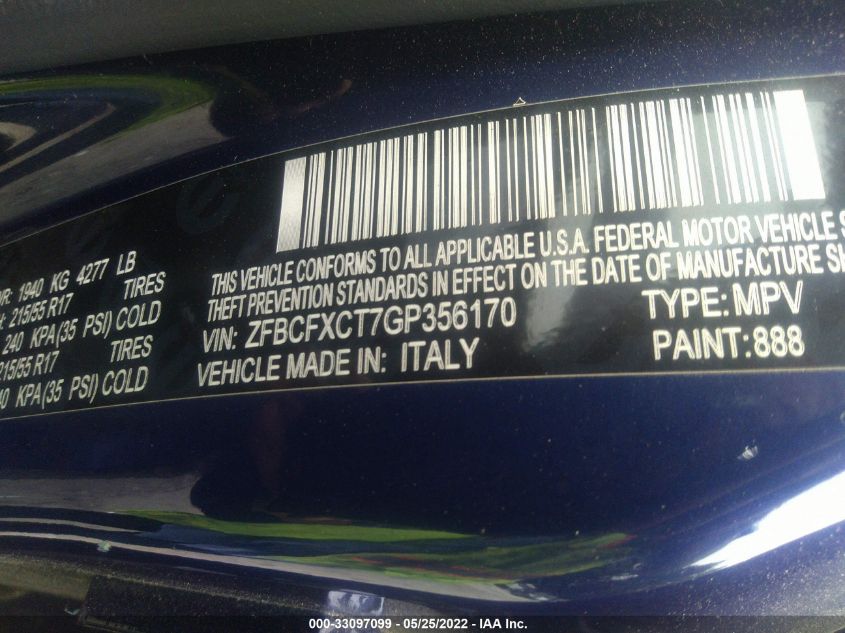 1940 KG 4277 LB
215/55 R17 TIRES
240 KPA(35 PSI) COLD
215/55 R17 TIRES
KPA(35 PSI) COLD
THIS VEHICLE CONFORMS TO ALL APPLICABLE U.S.A. FEDERAL MOTOR VEHICLE
THEFT PREVENTION STANDARDS IN EFFECT ON THE DATE OF MANUFACTURE
VIN: ZFBCFXCT7GP356170 TYPE: MPV
VEHICLE MADE IN: ITALY PAINT:888
000-33097099 - 05/25/2022 - IAA Inc.